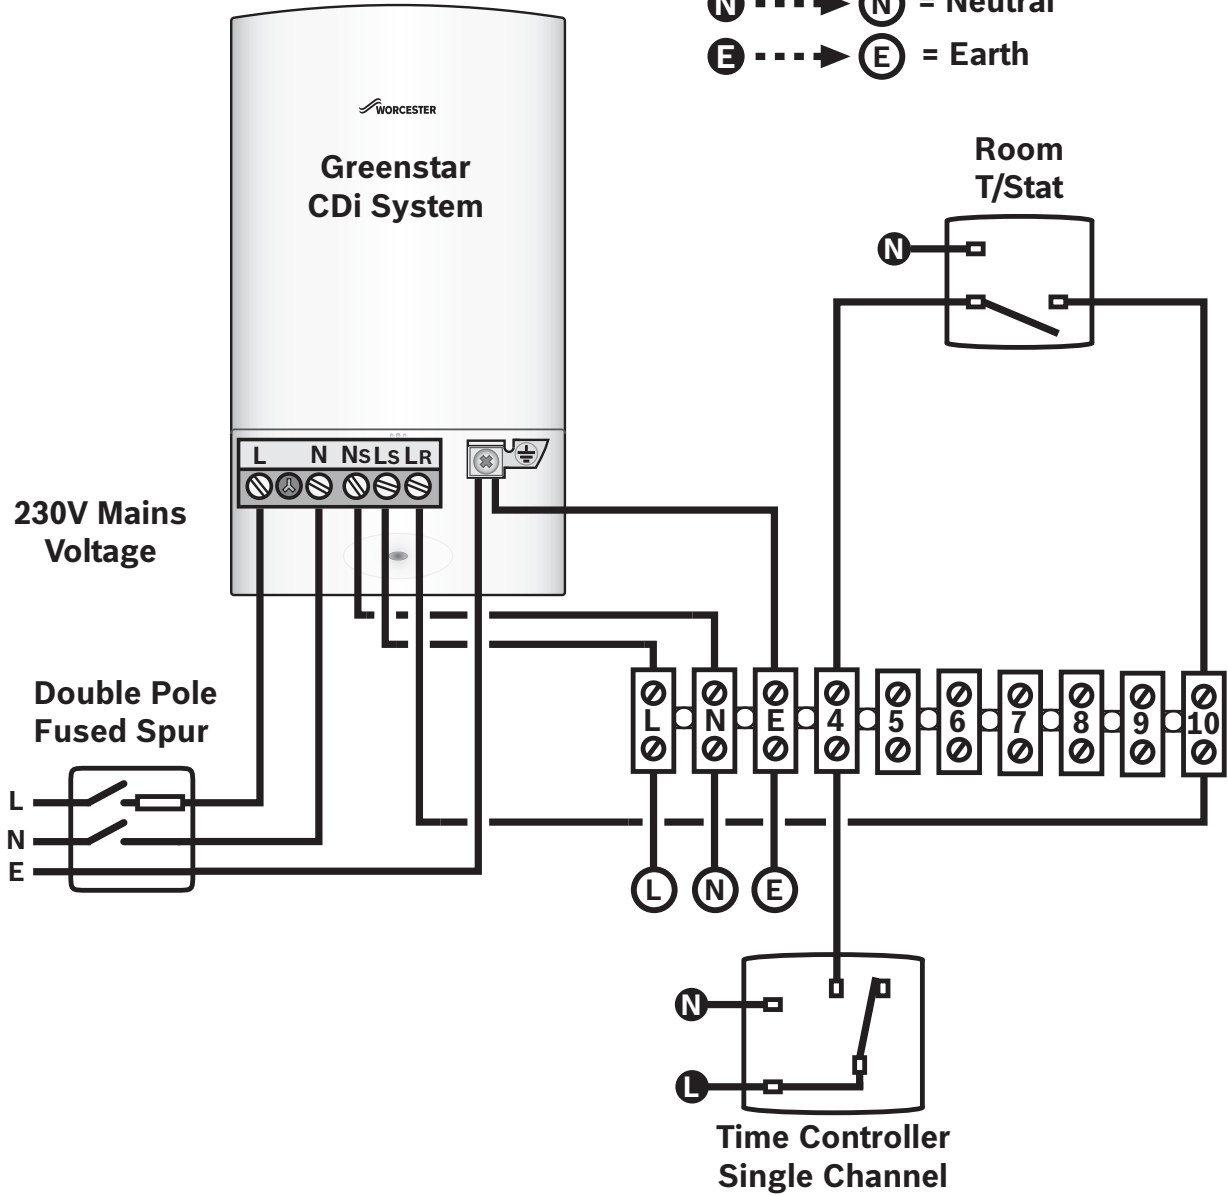 N N = Neutral
E E = Earth
WORCESTER
Greenstar
CDi System
Room
T/Stat
N
L N NS LS LR
230V Mains
Voltage
Double Pole
Fused Spur
L
N
E
L N E 4 5 6 7 8 9 10
L N E
N
L
Time Controller
Single Channel